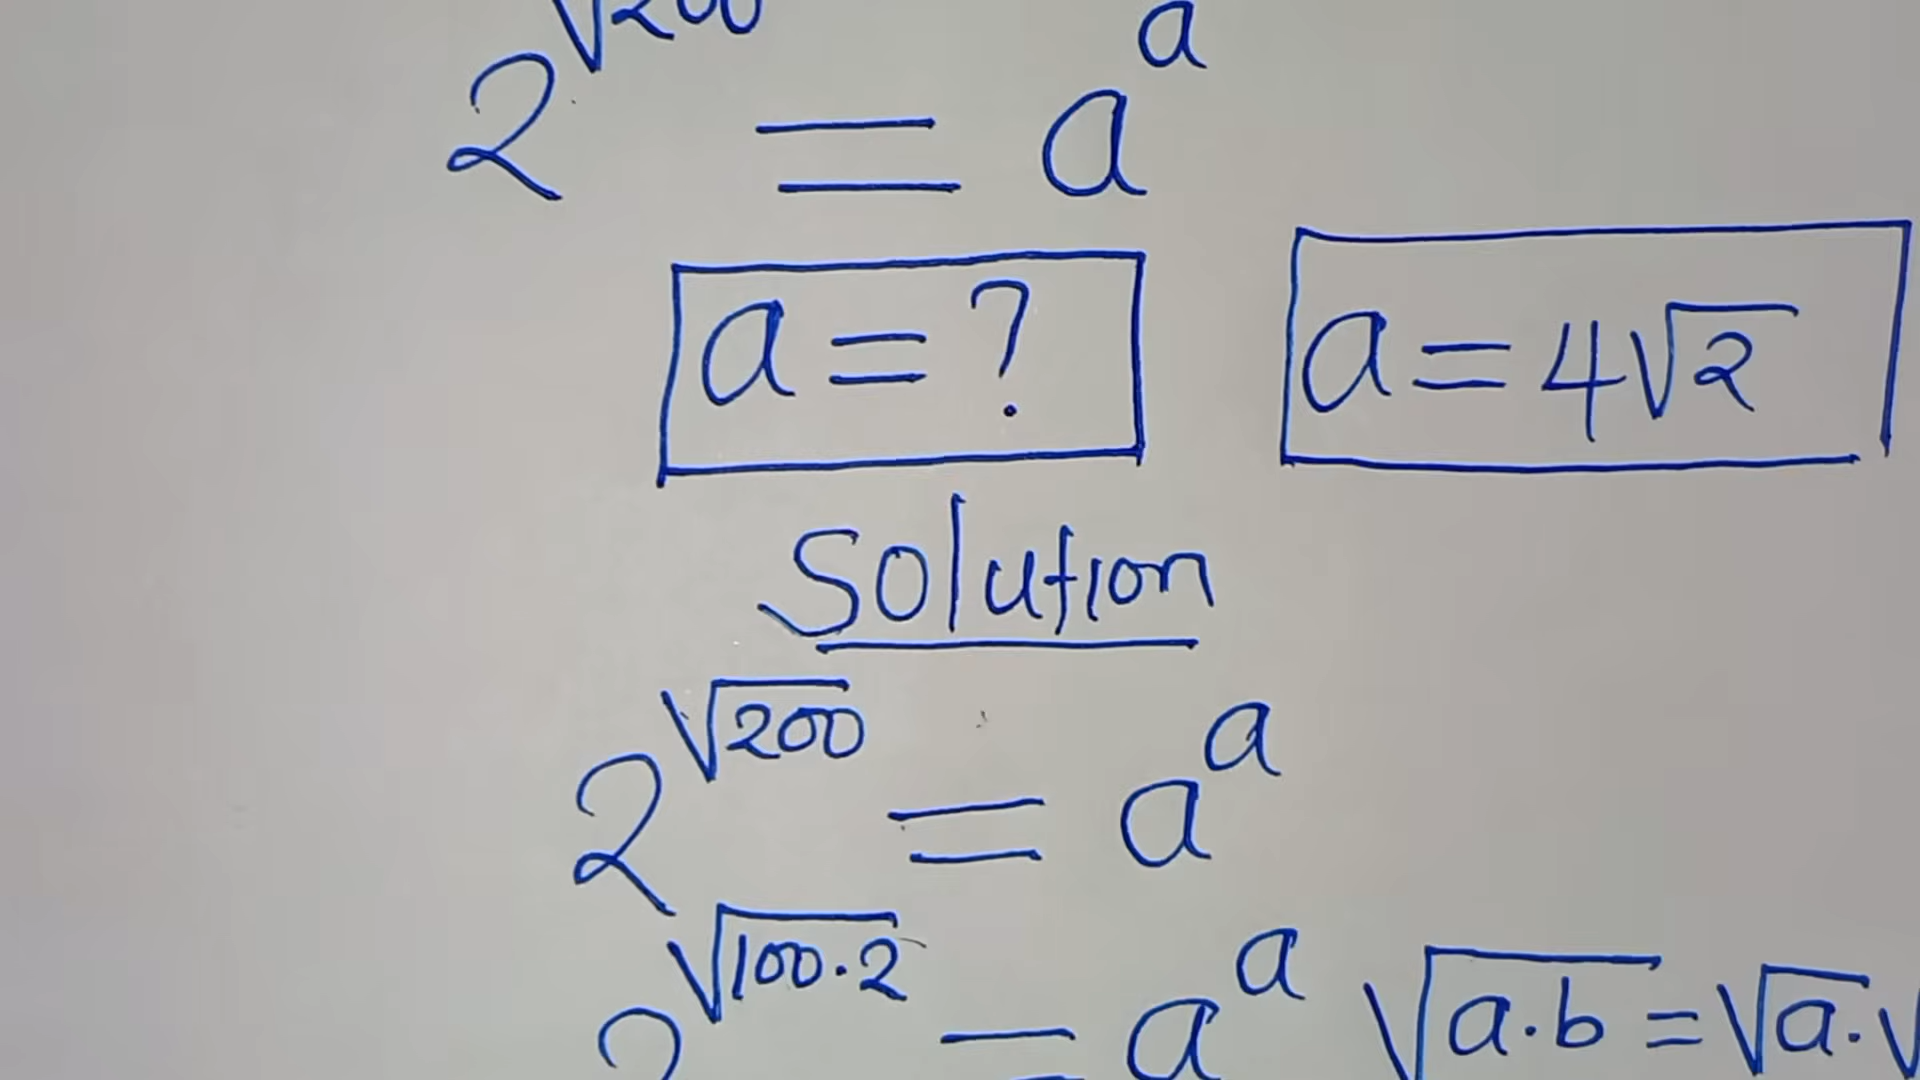 2^√200 = a^a
a = ?
a = 4√2
Solution
2^√200 = a^a
2^√100·2 = a^a √a·b = √a·√